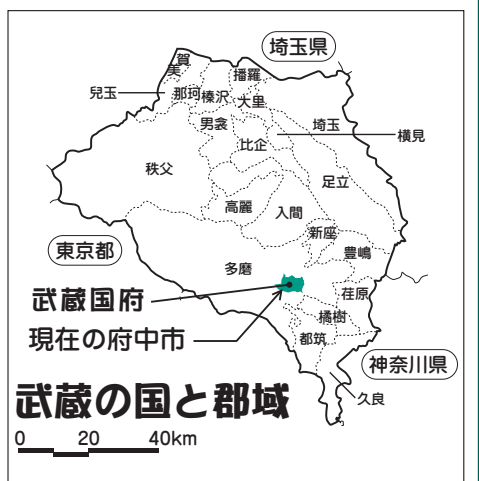 埼玉県
賀美
播羅
兒玉
那珂
榛沢
大里
埼玉
男衾
横見
比企
秩父
足立
高麗
入間
新座
東京都
豊嶋
多磨
武蔵国府
荏原
橘樹
現在の府中市
都筑
神奈川県
久良
武蔵の国と郡域
0 20 40km